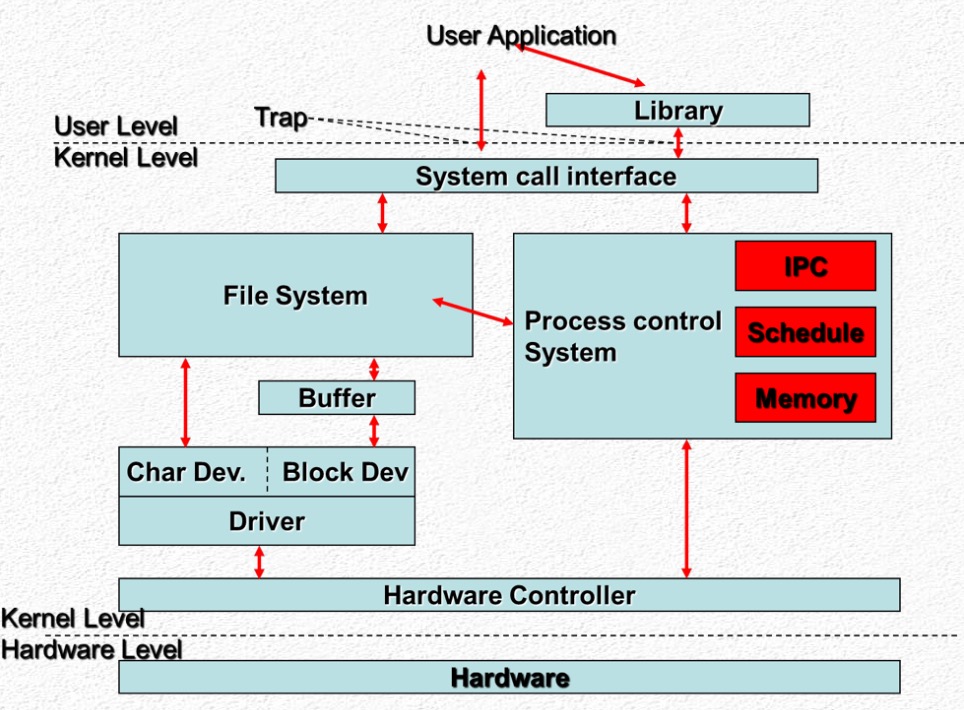 User Application
Library
Trap
User Level
Kernel Level
System call interface
File System
IPC
Process control
System
Schedule
Memory
Buffer
Char Dev.
Block Dev
Driver
Hardware Controller
Kernel Level
Hardware Level
Hardware